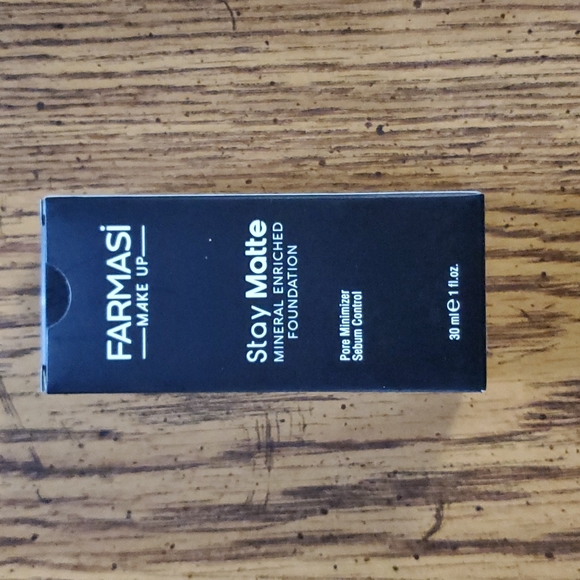 FARMASi
MAKE UP
Stay Matte
MINERAL ENRICHED
FOUNDATION
Pore Minimizer
Sebum Control
30 ml e 1 fl.oz.